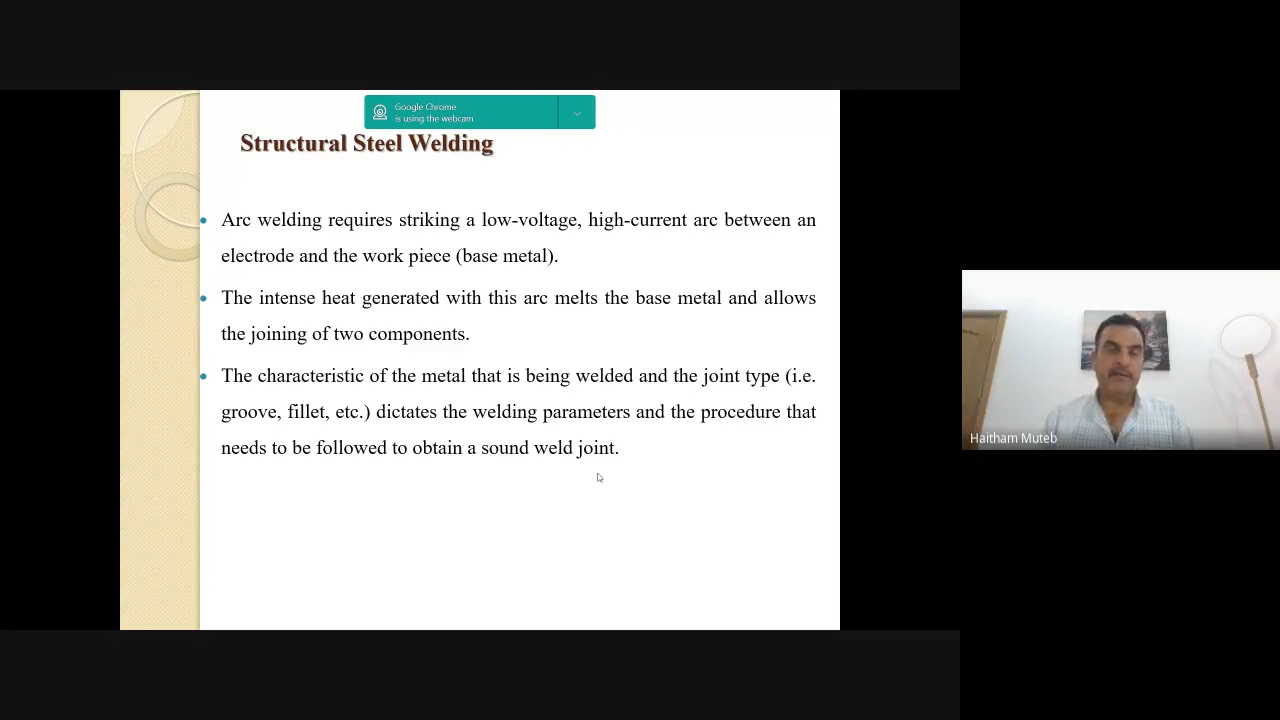 Google Chrome
is using the webcam
Structural Steel Welding
Arc welding requires striking a low-voltage, high-current arc between an
electrode and the work piece (base metal).
The intense heat generated with this arc melts the base metal and allows
the joining of two components.
The characteristic of the metal that is being welded and the joint type (i.e.
groove, fillet, etc.) dictates the welding parameters and the procedure that
needs to be followed to obtain a sound weld joint.
Haitham Muteb